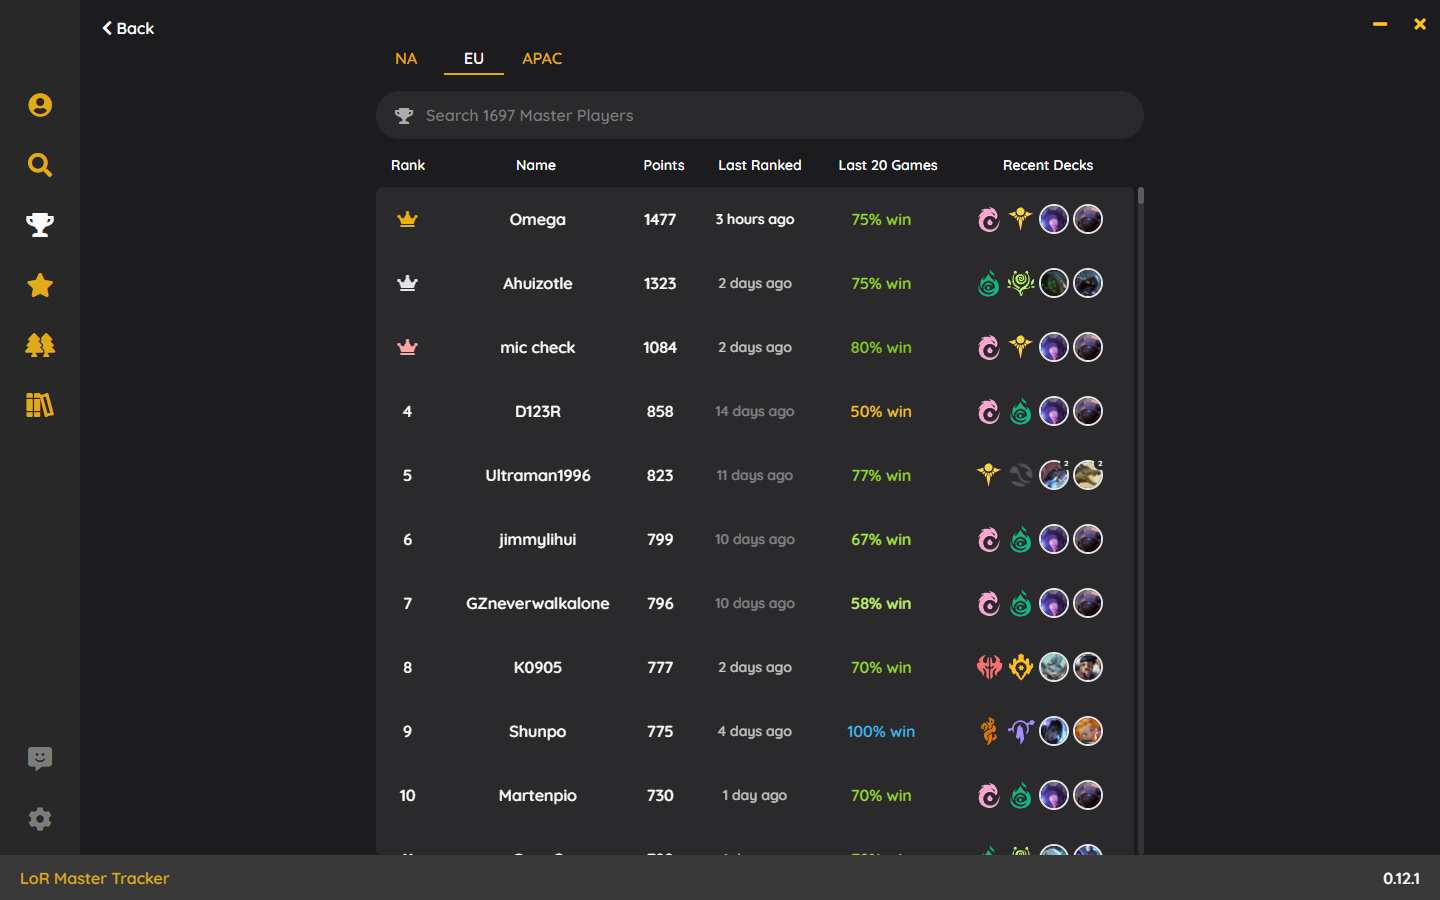 Back
NA EU APAC
Search 1697 Master Players
Rank Name Points Last Ranked Last 20 Games Recent Decks
Omega 1477 3 hours ago 75% win
Ahuizotle 1323 2 days ago 75% win
mic check 1084 2 days ago 80% win
4 D123R 858 14 days ago 50% win
5 Ultraman1996 823 11 days ago 77% win 2 2
6 jimmylihui 799 10 days ago 67% win
7 GZneverwalkalone 796 10 days ago 58% win
8 K0905 777 2 days ago 70% win
9 Shunpo 775 4 days ago 100% win
10 Martenpio 730 1 day ago 70% win
LoR Master Tracker 0.12.1